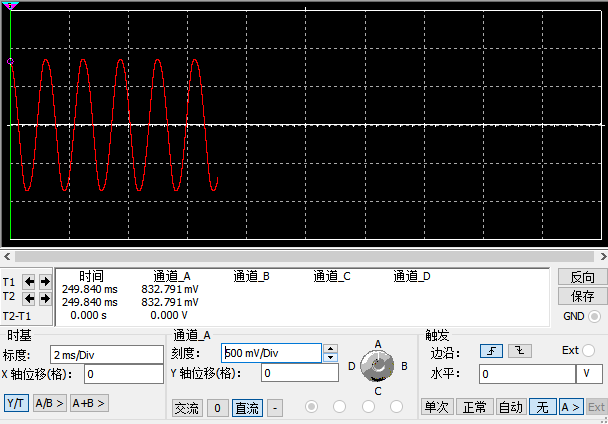 时间 通道_A 通道_B 通道_C 通道_D
T1 249.840 ms 832.791 mV
T2 249.840 ms 832.791 mV
T2-T1 0.000 s 0.000 V
反向
保存
GND
时基
标度： 2 ms/Div
X 轴位移(格)： 0
Y/T A/B > A+B >
通道_A
刻度： 500 mV/Div
Y 轴位移(格)： 0
交流 0 直流 -
A
D B
C
触发
边沿： Ext
水平： 0 V
单次 正常 自动 无 A > Ext